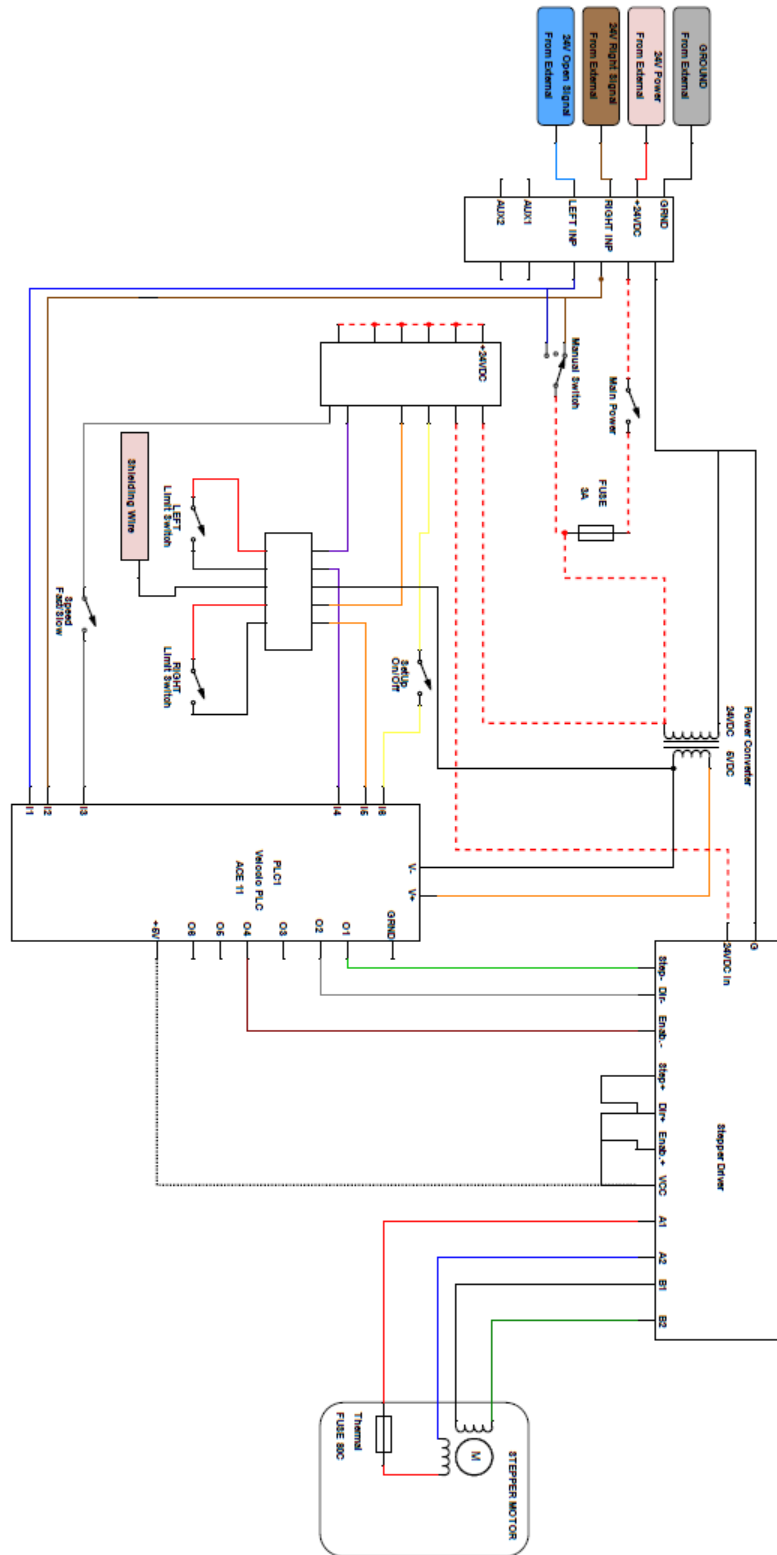 GROUND
From External
24V Power
From External
24V Right Signal
From External
24V Open Signal
From External
GRND
+24VDC
RIGHT INP
LEFT INP
AUX1
AUX2
Main Power
Manual Switch
FUSE
3A
+24VDC
Power Converter
24VDC 5VDC
Shielding Wire
LEFT
Limit Switch
RIGHT
Limit Switch
SetUp
On/Off
Speed
Fast/Slow
I6
I5
I4
I3
I2
I1
V-
V+
PLC1
Velocio PLC
ACE 11
GRND
O1
O2
O3
O4
O5
O6
+5V
G
24VDC In
Step-
Dir-
Enab.-
Step+
Dir+
Enab.+
VCC
A1
A2
B1
B2
Stepper Driver
STEPPER MOTOR
M
Thermal
FUSE 80C